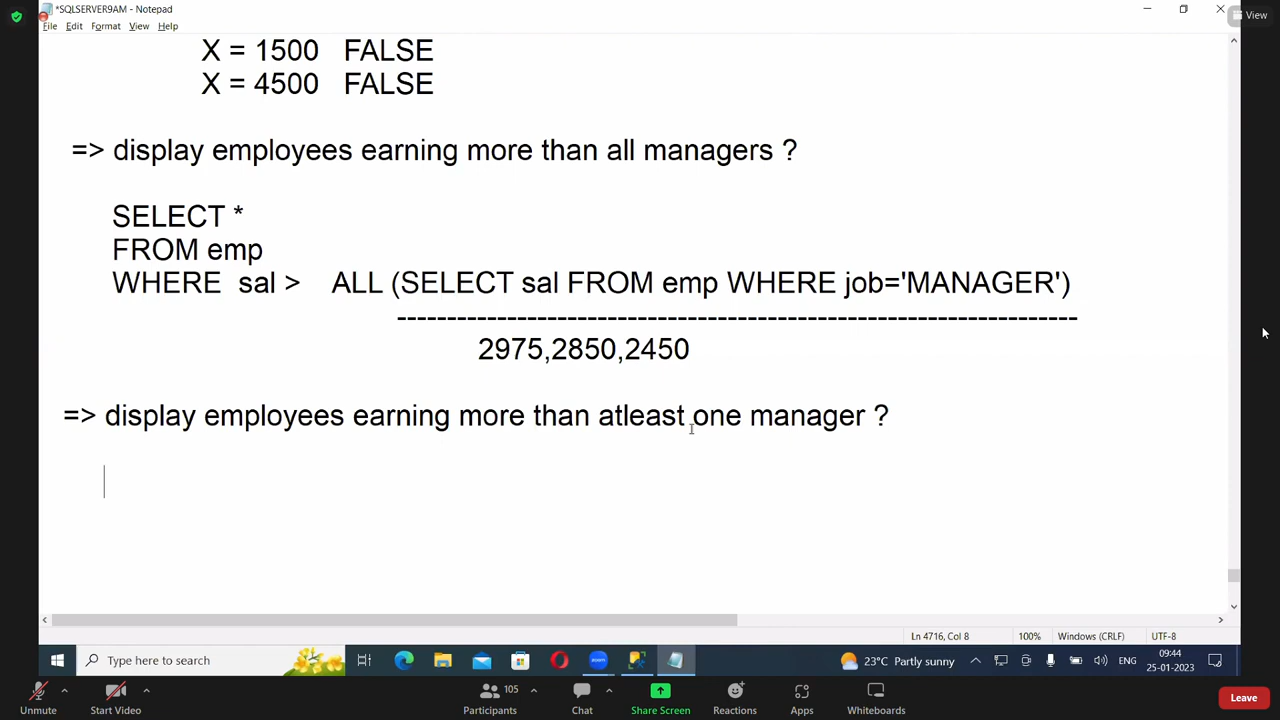 *SQLSERVER9AM - Notepad
File Edit Format View Help
View
X = 1500 FALSE
X = 4500 FALSE
=> display employees earning more than all managers ?
SELECT *
FROM emp
WHERE sal > ALL (SELECT sal FROM emp WHERE job='MANAGER')
--------------------------------------------------------------------
2975,2850,2450
=> display employees earning more than atleast one manager ?
Ln 4716, Col 8 100% Windows (CRLF) UTF-8
Type here to search
23°C Partly sunny
ENG
09:44
25-01-2023
Unmute
Start Video
105
Participants
Chat
Share Screen
Reactions
Apps
Whiteboards
Leave